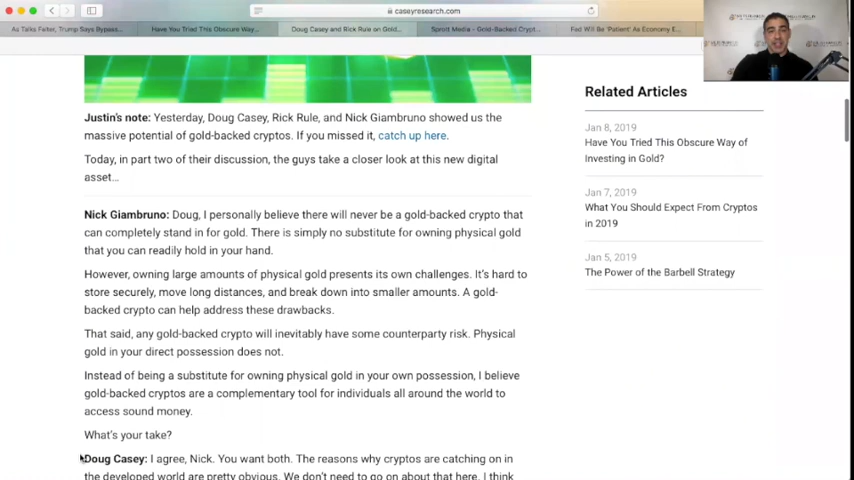 caseyresearch.com
As Talks Falter, Trump Says Bypass...
Have You Tried This Obscure Way...
Doug Casey and Rick Rule on Gold...
Sprott Media - Gold-Backed Crypt...
Fed Will Be 'Patient' As Economy E...
Justin's note: Yesterday, Doug Casey, Rick Rule, and Nick Giambruno showed us the
massive potential of gold-backed cryptos. If you missed it, catch up here.
Today, in part two of their discussion, the guys take a closer look at this new digital
asset…
Nick Giambruno: Doug, I personally believe there will never be a gold-backed crypto that
can completely stand in for gold. There is simply no substitute for owning physical gold
that you can readily hold in your hand.
However, owning large amounts of physical gold presents its own challenges. It's hard to
store securely, move long distances, and break down into smaller amounts. A gold-
backed crypto can help address these drawbacks.
That said, any gold-backed crypto will inevitably have some counterparty risk. Physical
gold in your direct possession does not.
Instead of being a substitute for owning physical gold in your own possession, I believe
gold-backed cryptos are a complementary tool for individuals all around the world to
access sound money.
What's your take?
Doug Casey: I agree, Nick. You want both. The reasons why cryptos are catching on in
the developed world are pretty obvious. We don't need to go on about that here. I think
Related Articles
Jan 8, 2019
Have You Tried This Obscure Way of
Investing in Gold?
Jan 7, 2019
What You Should Expect From Cryptos
in 2019
Jan 5, 2019
The Power of the Barbell Strategy